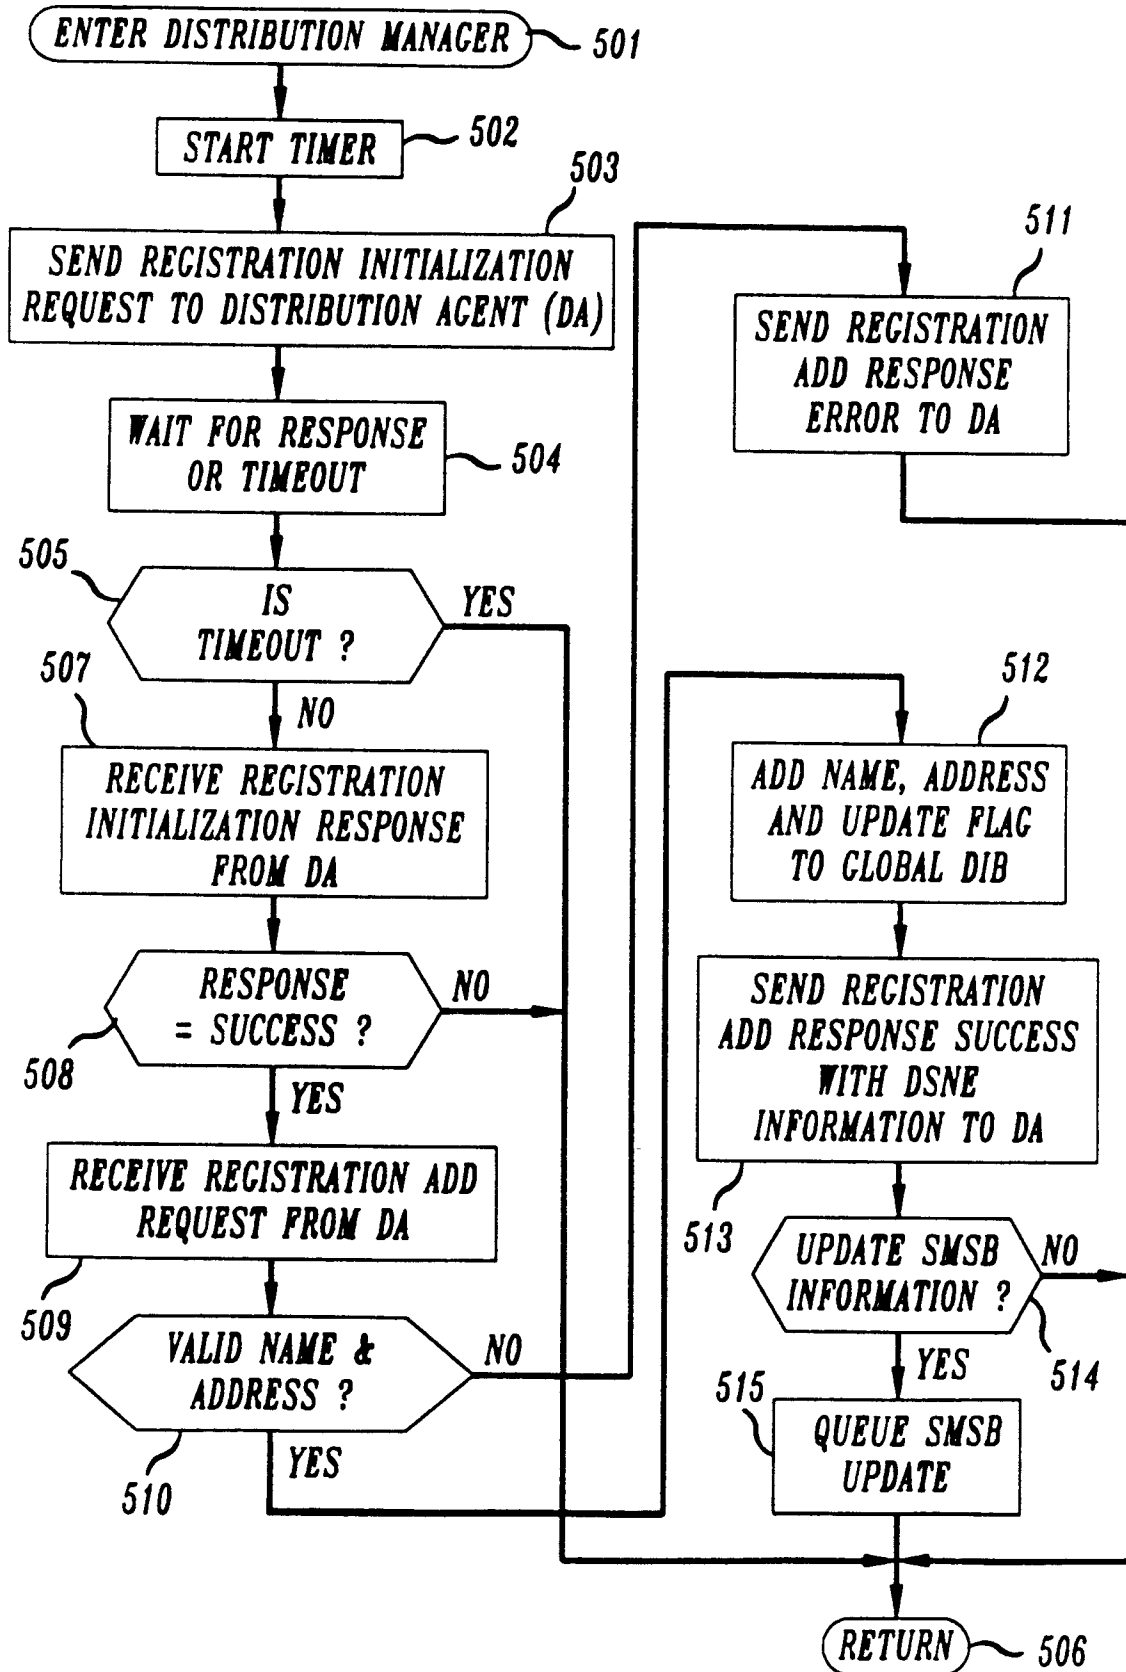 ENTER DISTRIBUTION MANAGER
501
START TIMER
502
503
SEND REGISTRATION INITIALIZATION
REQUEST TO DISTRIBUTION AGENT (DA)
WAIT FOR RESPONSE
OR TIMEOUT
504
505
IS
TIMEOUT ?
YES
NO
507
RECEIVE REGISTRATION
INITIALIZATION RESPONSE
FROM DA
RESPONSE
= SUCCESS ?
NO
508
YES
RECEIVE REGISTRATION ADD
REQUEST FROM DA
509
VALID NAME &
ADDRESS ?
NO
YES
510
511
SEND REGISTRATION
ADD RESPONSE
ERROR TO DA
512
ADD NAME, ADDRESS
AND UPDATE FLAG
TO GLOBAL DIB
SEND REGISTRATION
ADD RESPONSE SUCCESS
WITH DSNE
INFORMATION TO DA
513
UPDATE SMSB
INFORMATION ?
NO
514
YES
515
QUEUE SMSB
UPDATE
RETURN
506